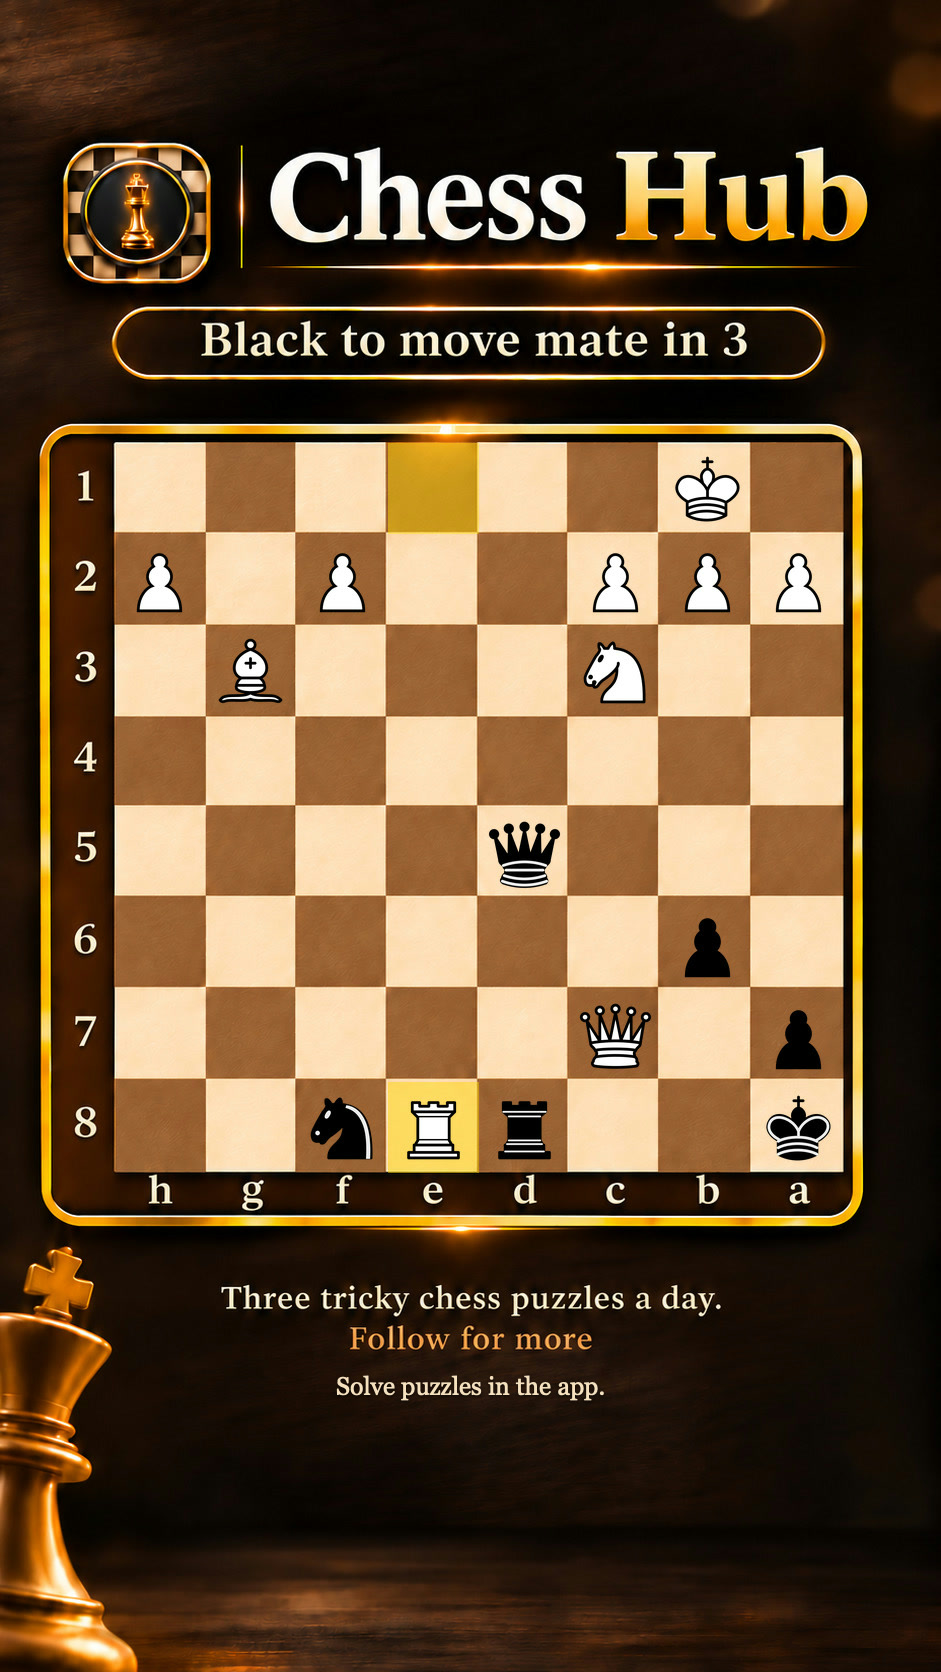 Chess Hub
Black to move mate in 3
1
2
3
4
5
6
7
8
h g f e d c b a
Three tricky chess puzzles a day.
Follow for more
Solve puzzles in the app.